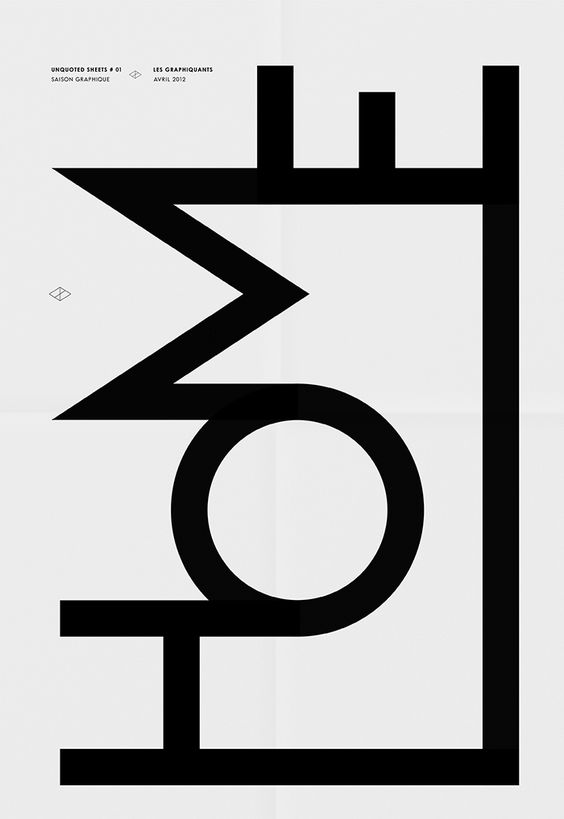 UNQUOTED SHEETS # 01
SAISON GRAPHIQUE
LES GRAPHIQUANTS
AVRIL 2012
HOME